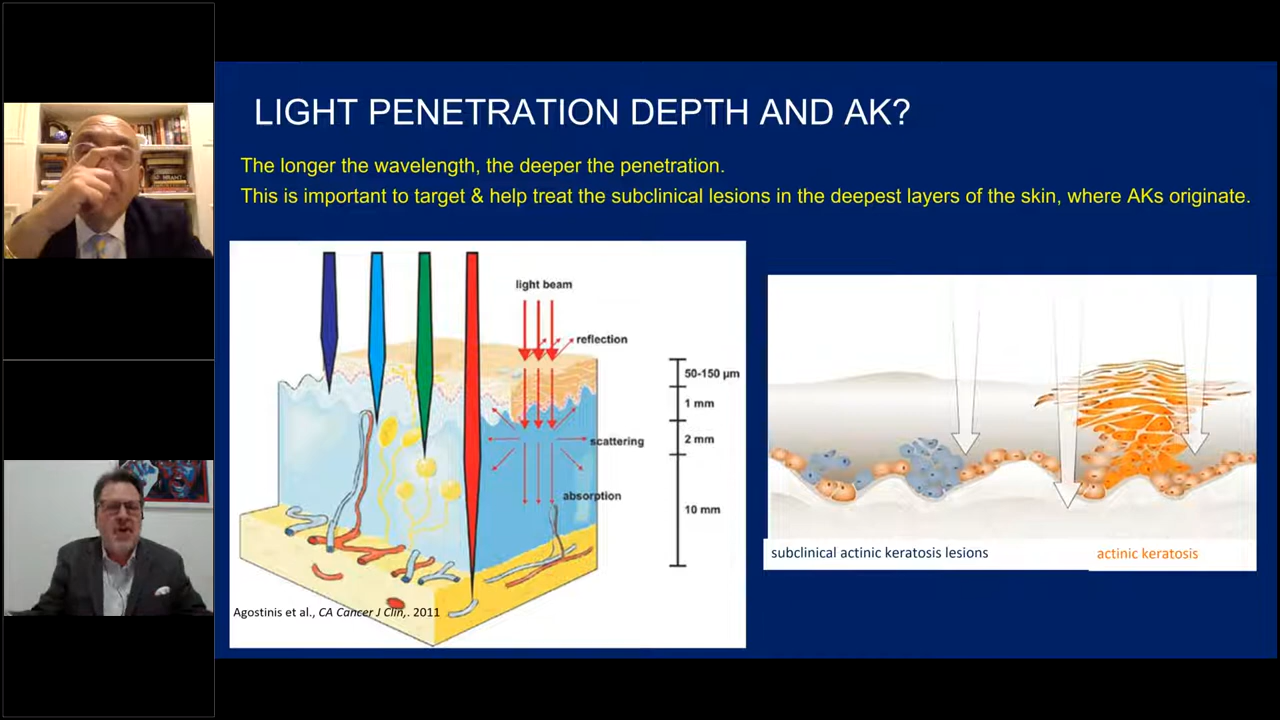 LIGHT PENETRATION DEPTH AND AK?
The longer the wavelength, the deeper the penetration.
This is important to target & help treat the subclinical lesions in the deepest layers of the skin, where AKs originate.
light beam
reflection
50-150 µm
1 mm
scattering
2 mm
absorption
10 mm
Agostinis et al., CA Cancer J Clin,. 2011
subclinical actinic keratosis lesions
actinic keratosis